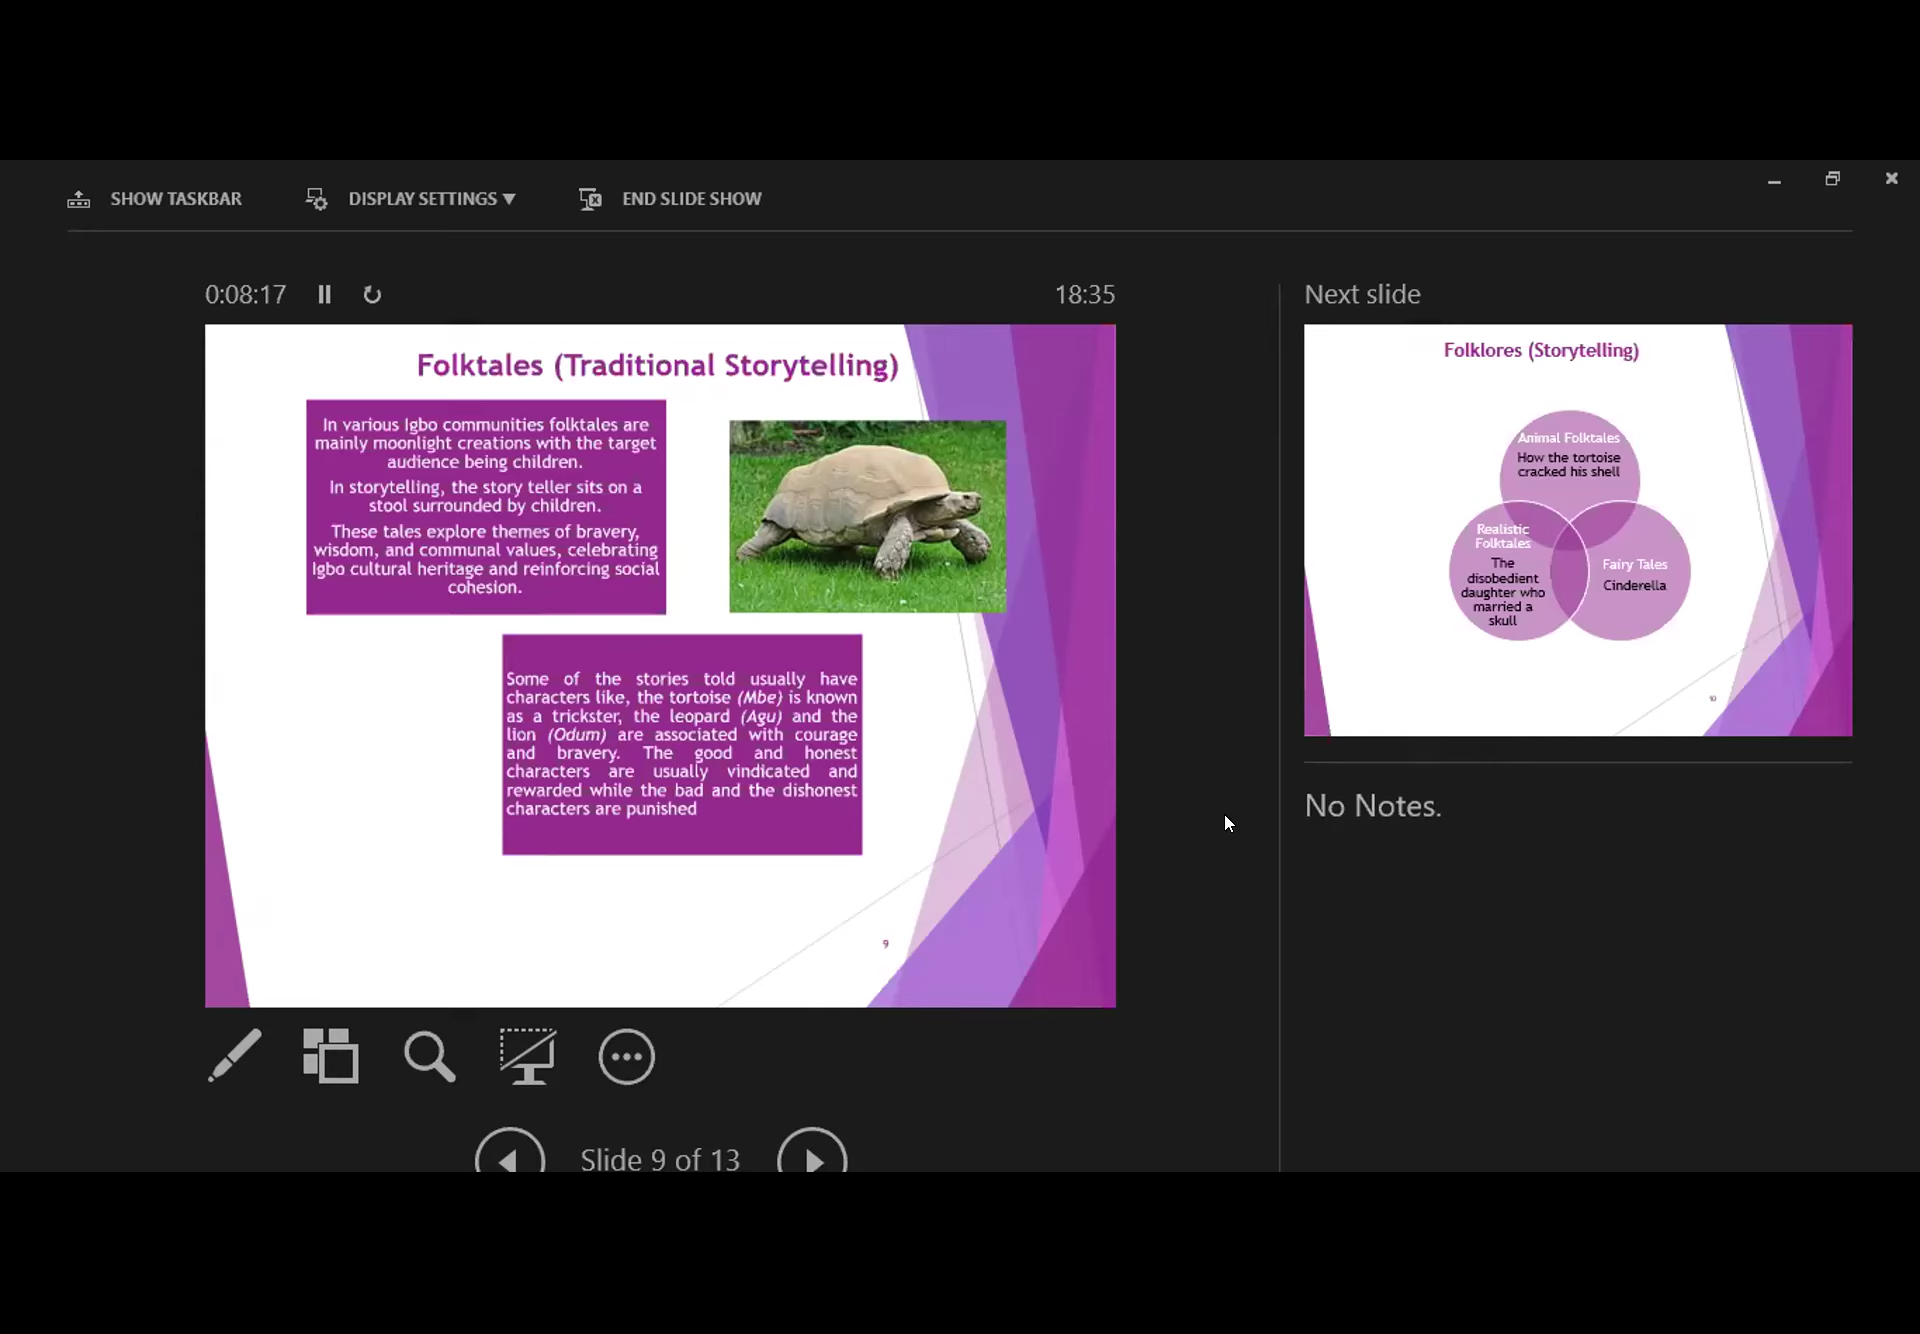 SHOW TASKBAR
DISPLAY SETTINGS ▼
END SLIDE SHOW
0:08:17
18:35
Folktales (Traditional Storytelling)
In various Igbo communities folktales are
mainly moonlight creations with the target
audience being children.
In storytelling, the story teller sits on a
stool surrounded by children.
These tales explore themes of bravery,
wisdom, and communal values, celebrating
Igbo cultural heritage and reinforcing social
cohesion.
Some of the stories told usually have
characters like, the tortoise (Mbe) is known
as a trickster, the leopard (Agu) and the
lion (Odum) are associated with courage
and bravery. The good and honest
characters are usually vindicated and
rewarded while the bad and the dishonest
characters are punished
9
Slide 9 of 13
Next slide
Folklores (Storytelling)
Animal Folktales
How the tortoise
cracked his shell
Realistic
Folktales
The
disobedient
daughter who
married a
skull
Fairy Tales
Cinderella
10
No Notes.